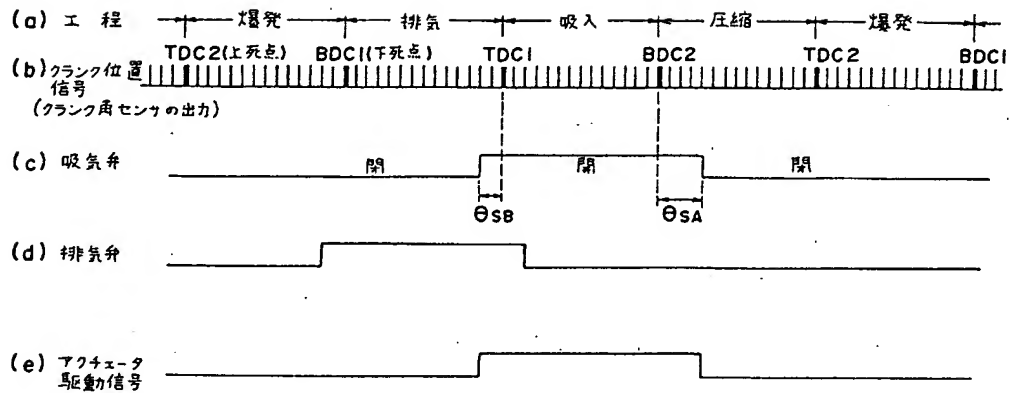 (a) 工程 爆発 排気 吸入 圧縮 爆発
TDC2(上死点) BDC1(下死点) TDC1 BDC2 TDC2 BDC1
(b) クランク位置
信号
(クランク角センサの出力)
(c) 吸気弁 閉 開 閉
θSB θSA
(d) 排気弁
(e) アクチェータ
駆動信号